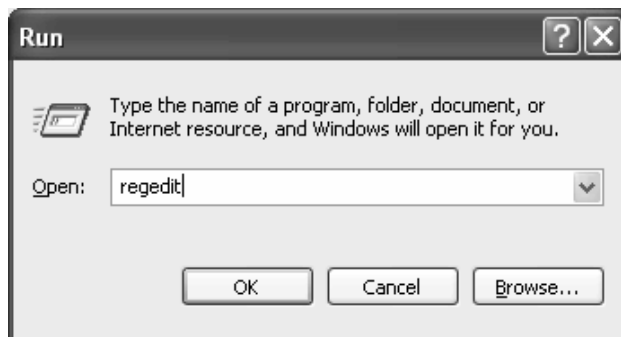 Run
Type the name of a program, folder, document, or
Internet resource, and Windows will open it for you.
Open: regedit
OK Cancel Browse...